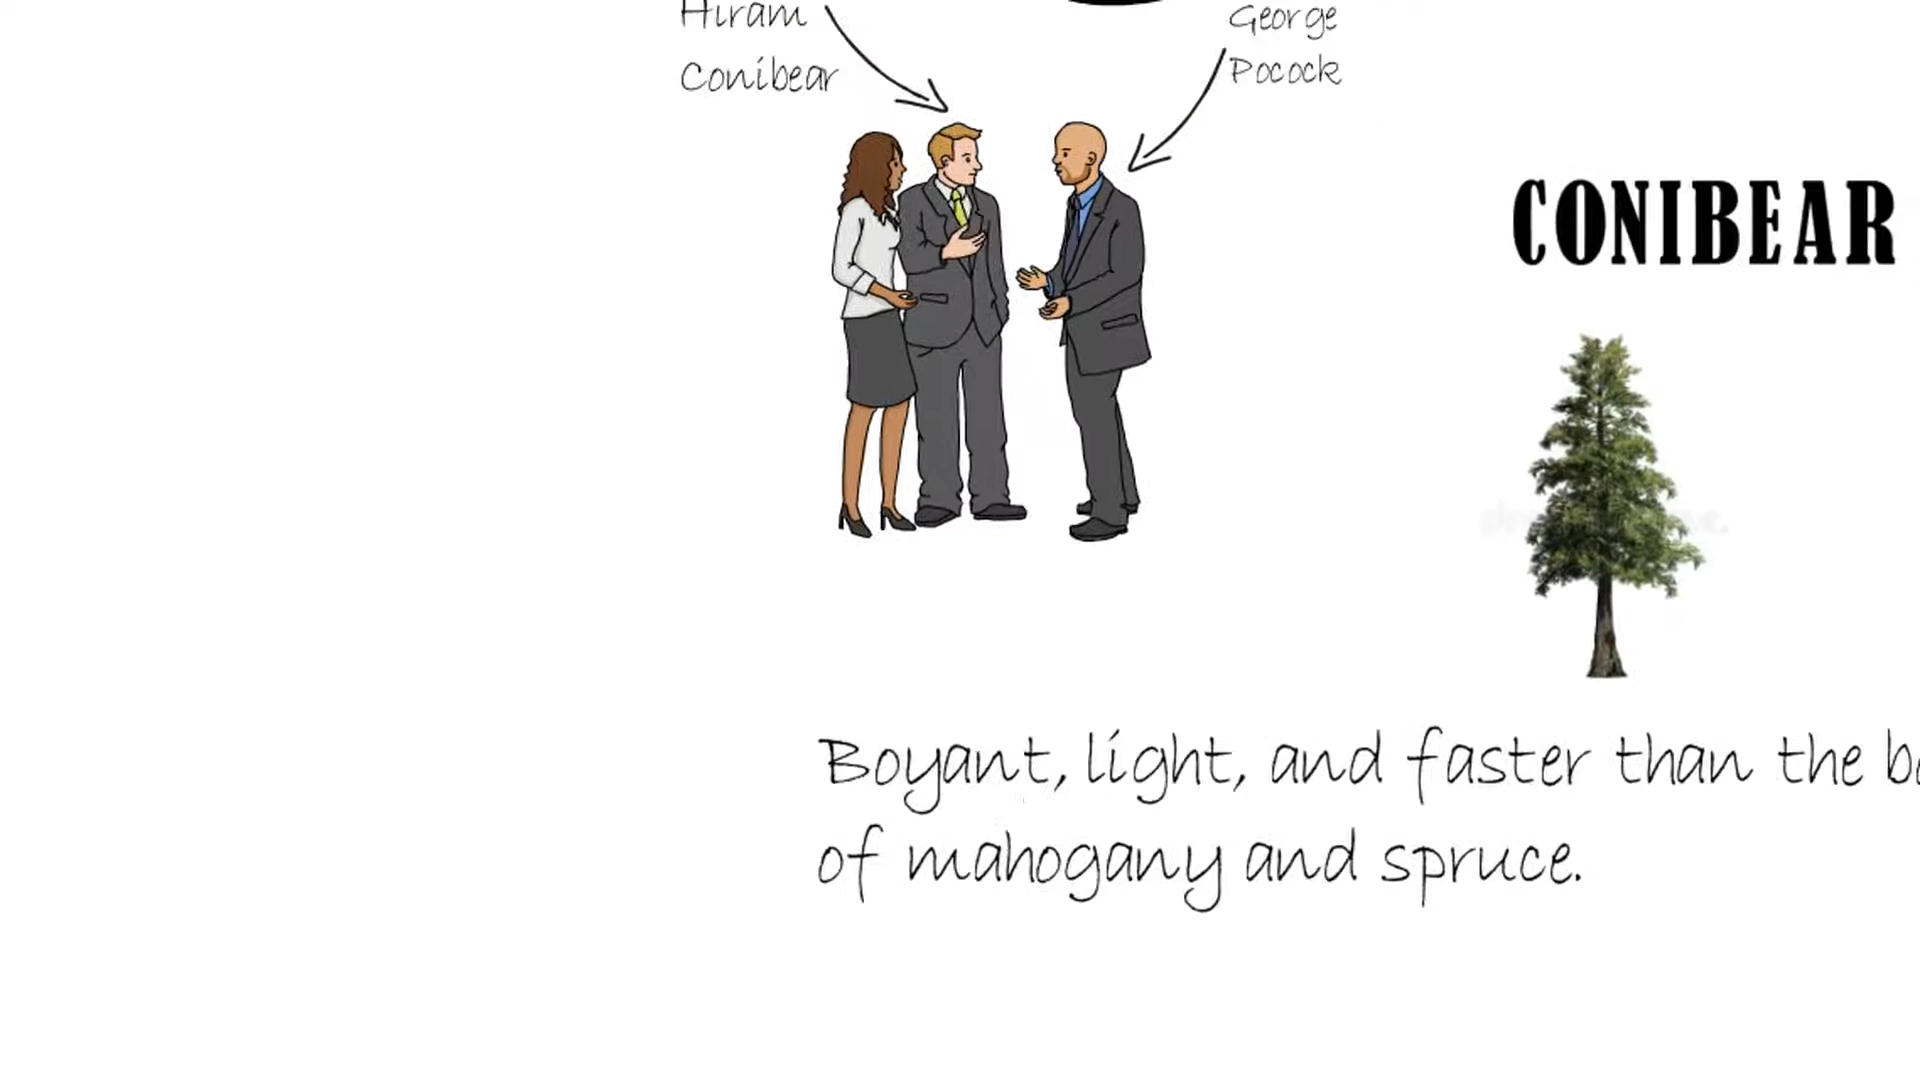 Hiram
Conibear
George
Pocock
CONIBEAR
Boyant, light, and faster than the
of mahogany and spruce.